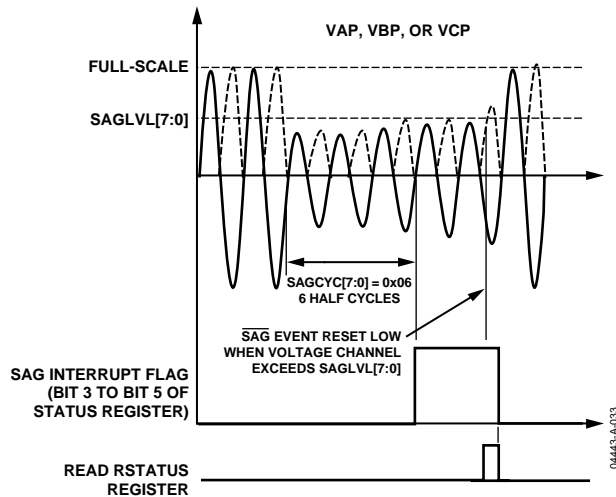 VAP, VBP, OR VCP
FULL-SCALE
SAGLVL[7:0]
SAGCYC[7:0] = 0x06
6 HALF CYCLES
SAG EVENT RESET LOW
WHEN VOLTAGE CHANNEL
EXCEEDS SAGLVL[7:0]
SAG INTERRUPT FLAG
(BIT 3 TO BIT 5 OF
STATUS REGISTER)
READ RSTATUS
REGISTER
04443-A-033